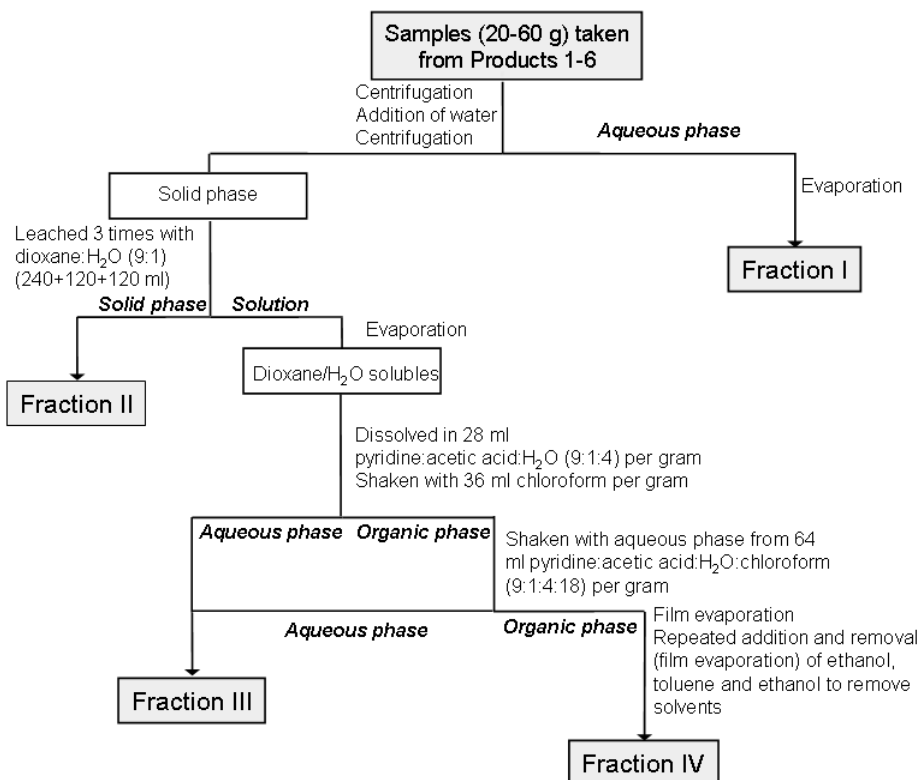 Samples (20-60 g) taken
from Products 1-6
Centrifugation
Addition of water
Centrifugation
Aqueous phase
Solid phase
Evaporation
Leached 3 times with
dioxane:H₂O (9:1)
(240+120+120 ml)
Fraction I
Solid phase
Solution
Evaporation
Dioxane/H₂O solubles
Fraction II
Dissolved in 28 ml
pyridine:acetic acid:H₂O (9:1:4) per gram
Shaken with 36 ml chloroform per gram
Aqueous phase
Organic phase
Shaken with aqueous phase from 64
ml pyridine:acetic acid:H₂O:chloroform
(9:1:4:18) per gram
Aqueous phase
Organic phase
Film evaporation
Repeated addition and removal
(film evaporation) of ethanol,
toluene and ethanol to remove
solvents
Fraction III
Fraction IV